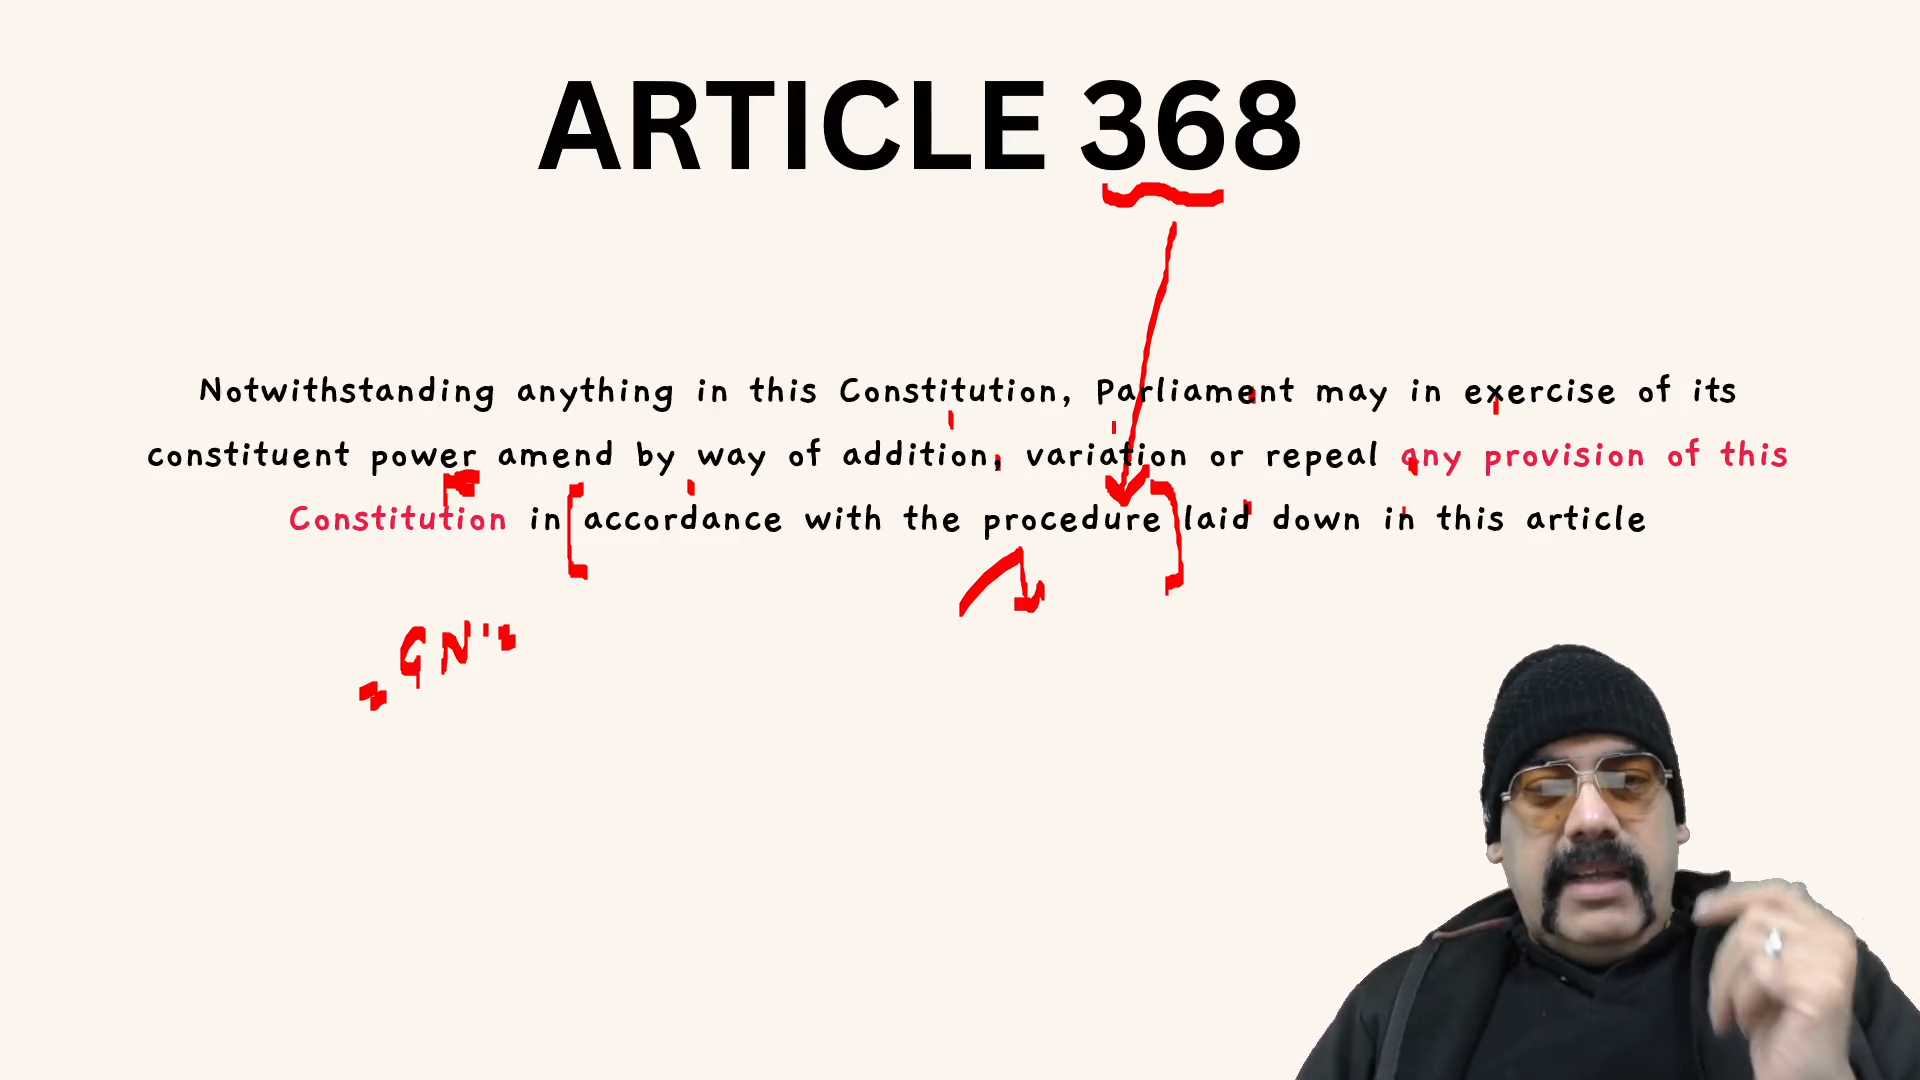 ARTICLE 368
Notwithstanding anything in this Constitution, Parliament may in exercise of its
constituent power amend by way of addition, variation or repeal any provision of this
Constitution in accordance with the procedure laid down in this article